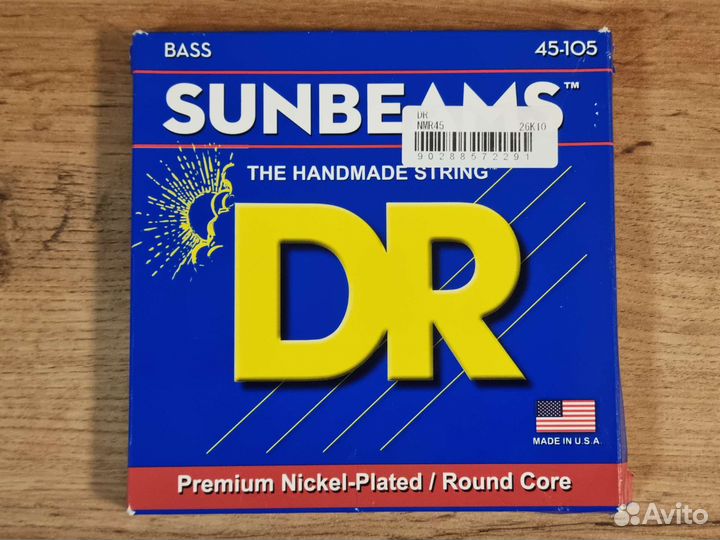 BASS 45-105
SUNBEAMS™
DR
NMR45 26K10
90288572291
THE HANDMADE STRING™
DR
MADE IN U.S.A
Premium Nickel-Plated / Round Core
Avito